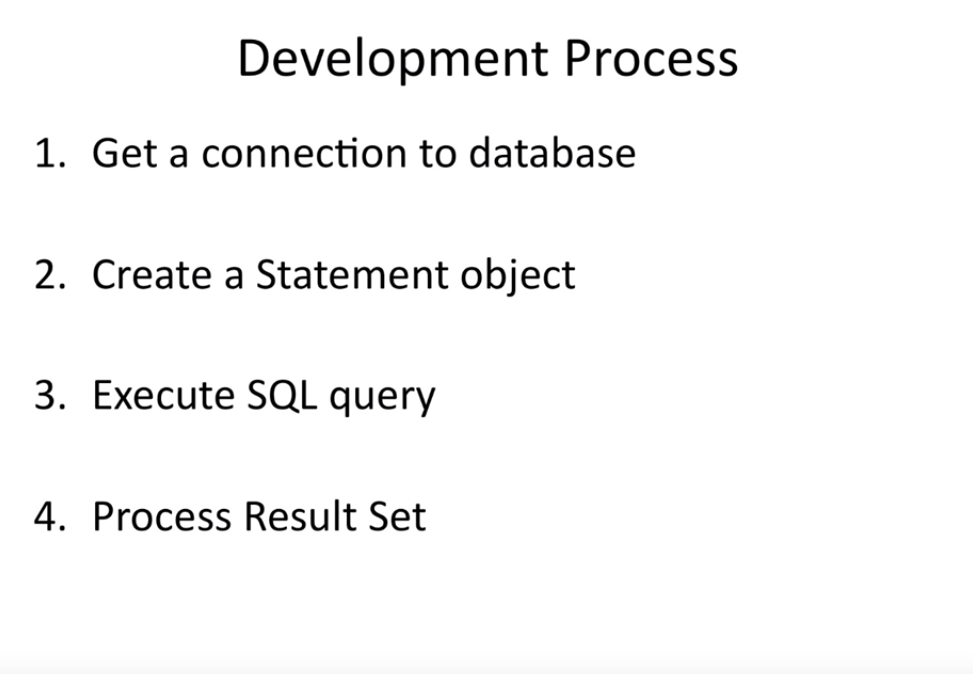 Development Process
1. Get a connection to database
2. Create a Statement object
3. Execute SQL query
4. Process Result Set